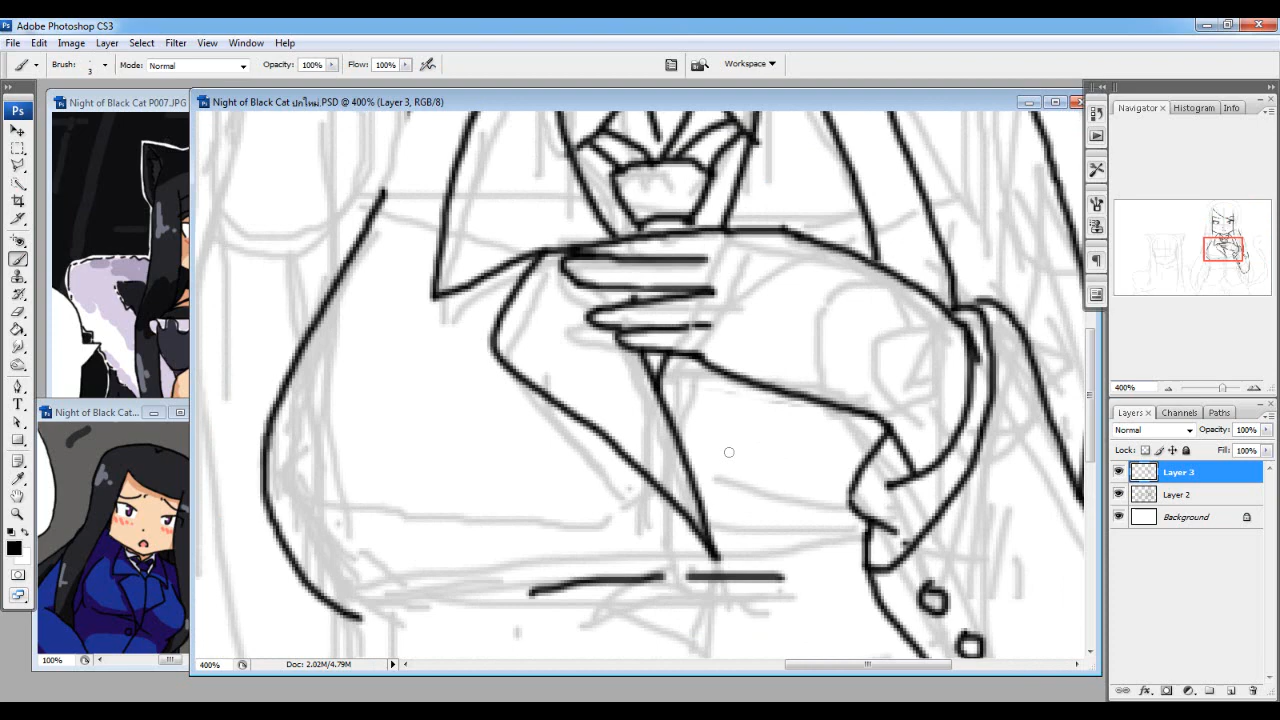 Ps Adobe Photoshop CS3
File Edit Image Layer Select Filter View Window Help
Brush: 3 Mode: Normal Opacity: 100% Flow: 100% Workspace
Ps
Night of Black Cat P007.JPG
Night of Black Cat ปกใหม่.PSD @ 400% (Layer 3, RGB/8)
Navigator × Histogram Info
400%
Night of Black Cat...
Layers × Channels Paths
Normal Opacity: 100%
Lock: Fill: 100%
Layer 3
Layer 2
Background
100%
400% Doc: 2.02M/4.79M